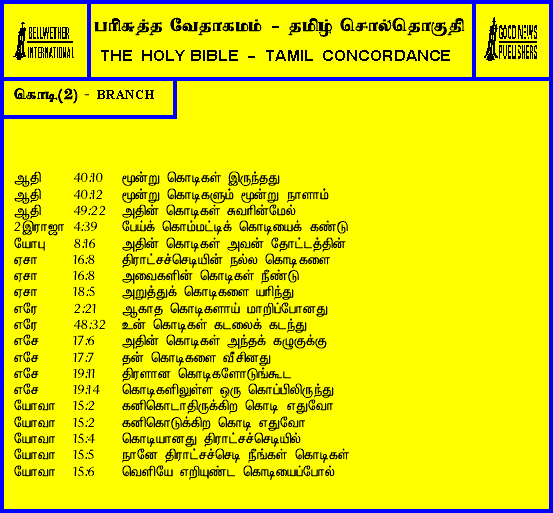 BELLWETHER
INTERNATIONAL
பரிசுத்த வேதாகமம் - தமிழ் சொல்தொகுதி
THE HOLY BIBLE - TAMIL CONCORDANCE
GOOD NEWS
PUBLISHERS
கொடி(2) - BRANCH
ஆதி 40:10 மூன்று கொடிகள் இருந்தது
ஆதி 40:12 மூன்று கொடிகளும் மூன்று நாளாம்
ஆதி 49:22 அதின் கொடிகள் சுவரின்மேல்
2இராஜா 4:39 பேய்க் கொம்மட்டிக் கொடியைக் கண்டு
யோபு 8:16 அதின் கொடிகள் அவன் தோட்டத்தின்
ஏசா 16:8 திராட்சச்செடியின் நல்ல கொடிகளை
ஏசா 16:8 அவைகளின் கொடிகள் நீண்டு
ஏசா 18:5 அறுத்துக் கொடிகளை யரிந்து
எரே 2:21 ஆகாத கொடிகளாய் மாறிப்போனது
எரே 48:32 உன் கொடிகள் கடலைக் கடந்து
எசே 17:6 அதின் கொடிகள் அந்தக் கழுகுக்கு
எசே 17:7 தன் கொடிகளை வீசினது
எசே 19:11 திரளான கொடிகளோடுங்கூட
எசே 19:14 கொடிகளிலுள்ள ஒரு கொப்பிலிருந்து
யோவா 15:2 கனிகொடாதிருக்கிற கொடி எதுவோ
யோவா 15:2 கனிகொடுக்கிற கொடி எதுவோ
யோவா 15:4 கொடியானது திராட்சச்செடியில்
யோவா 15:5 நானே திராட்சச்செடி நீங்கள் கொடிகள்
யோவா 15:6 வெளியே எறியுண்ட கொடியைப்போல்